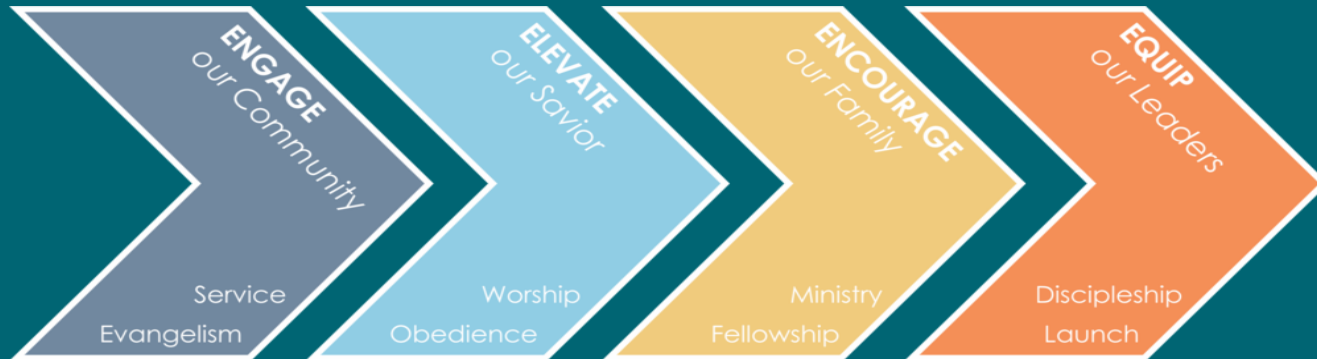 ENGAGE
our Community
Service
Evangelism
ELEVATE
our Savior
Worship
Obedience
ENCOURAGE
our Family
Ministry
Fellowship
EQUIP
our Leaders
Discipleship
Launch